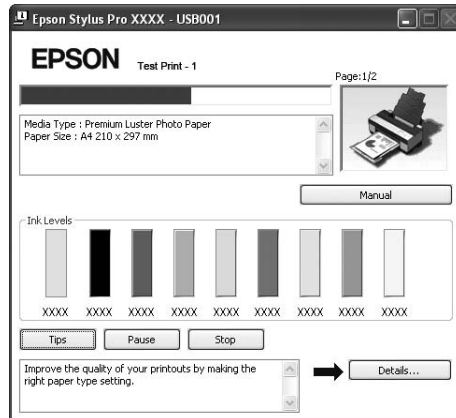 Epson Stylus Pro XXXX - USB001
EPSON Test Print - 1
Page:1/2
Media Type : Premium Luster Photo Paper
Paper Size : A4 210 x 297 mm
Manual
Ink Levels
XXXX XXXX XXXX XXXX XXXX XXXX XXXX XXXX XXXX
Tips Pause Stop
Improve the quality of your printouts by making the
right paper type setting.
Details...